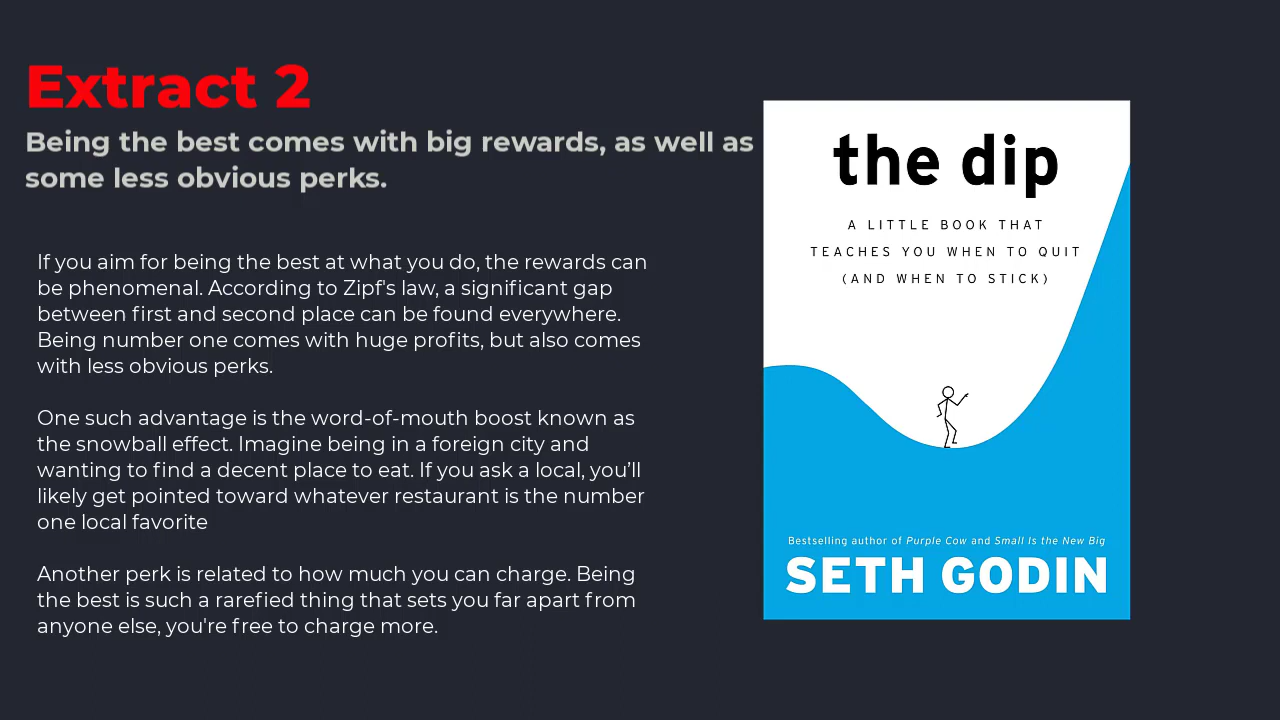 Extract 2
Being the best comes with big rewards, as well as
some less obvious perks.
If you aim for being the best at what you do, the rewards can
be phenomenal. According to Zipf's law, a significant gap
between first and second place can be found everywhere.
Being number one comes with huge profits, but also comes
with less obvious perks.
One such advantage is the word-of-mouth boost known as
the snowball effect. Imagine being in a foreign city and
wanting to find a decent place to eat. If you ask a local, you’ll
likely get pointed toward whatever restaurant is the number
one local favorite
Another perk is related to how much you can charge. Being
the best is such a rarefied thing that sets you far apart from
anyone else, you're free to charge more.
the dip
A LITTLE BOOK THAT
TEACHES YOU WHEN TO QUIT
(AND WHEN TO STICK)
Bestselling author of Purple Cow and Small Is the New Big
SETH GODIN